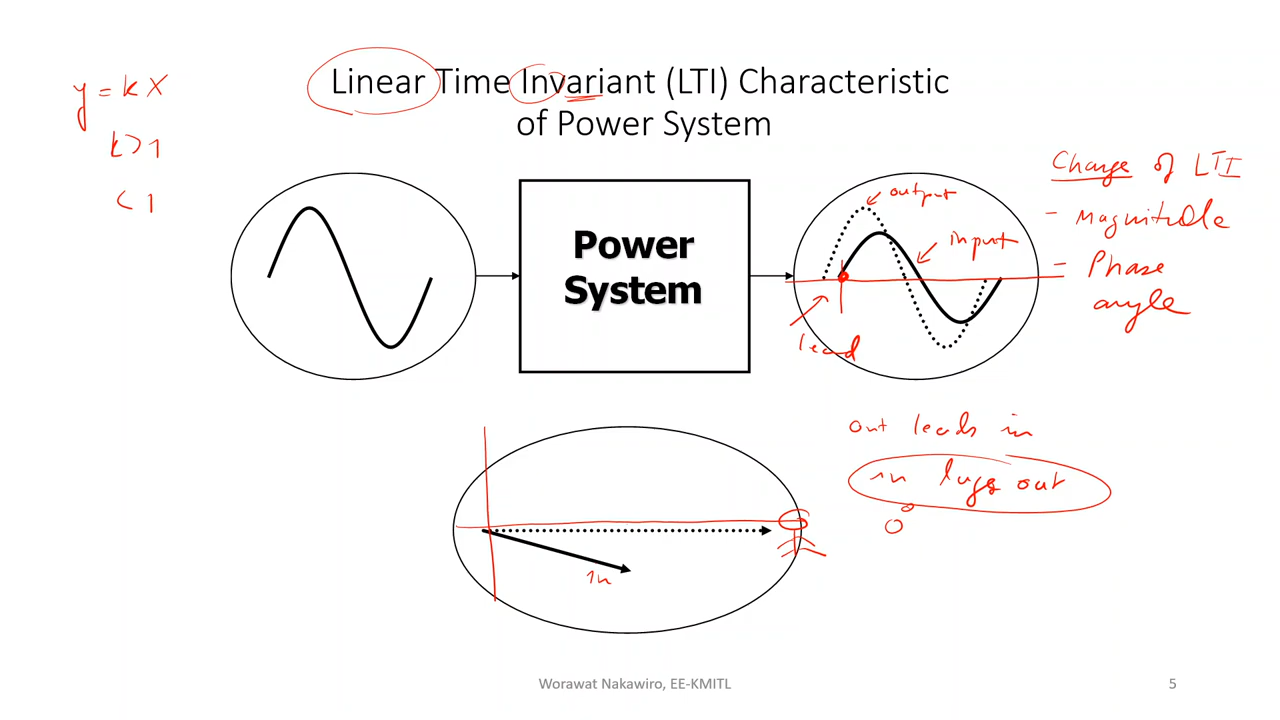 Linear Time Invariant (LTI) Characteristic
of Power System
y = k x
k > 1
< 1
Power
System
output
input
lead
Change of LTI
- Magnitude
- Phase
angle
out leads in
in lags out
0°
in
Worawat Nakawiro, EE-KMITL
5